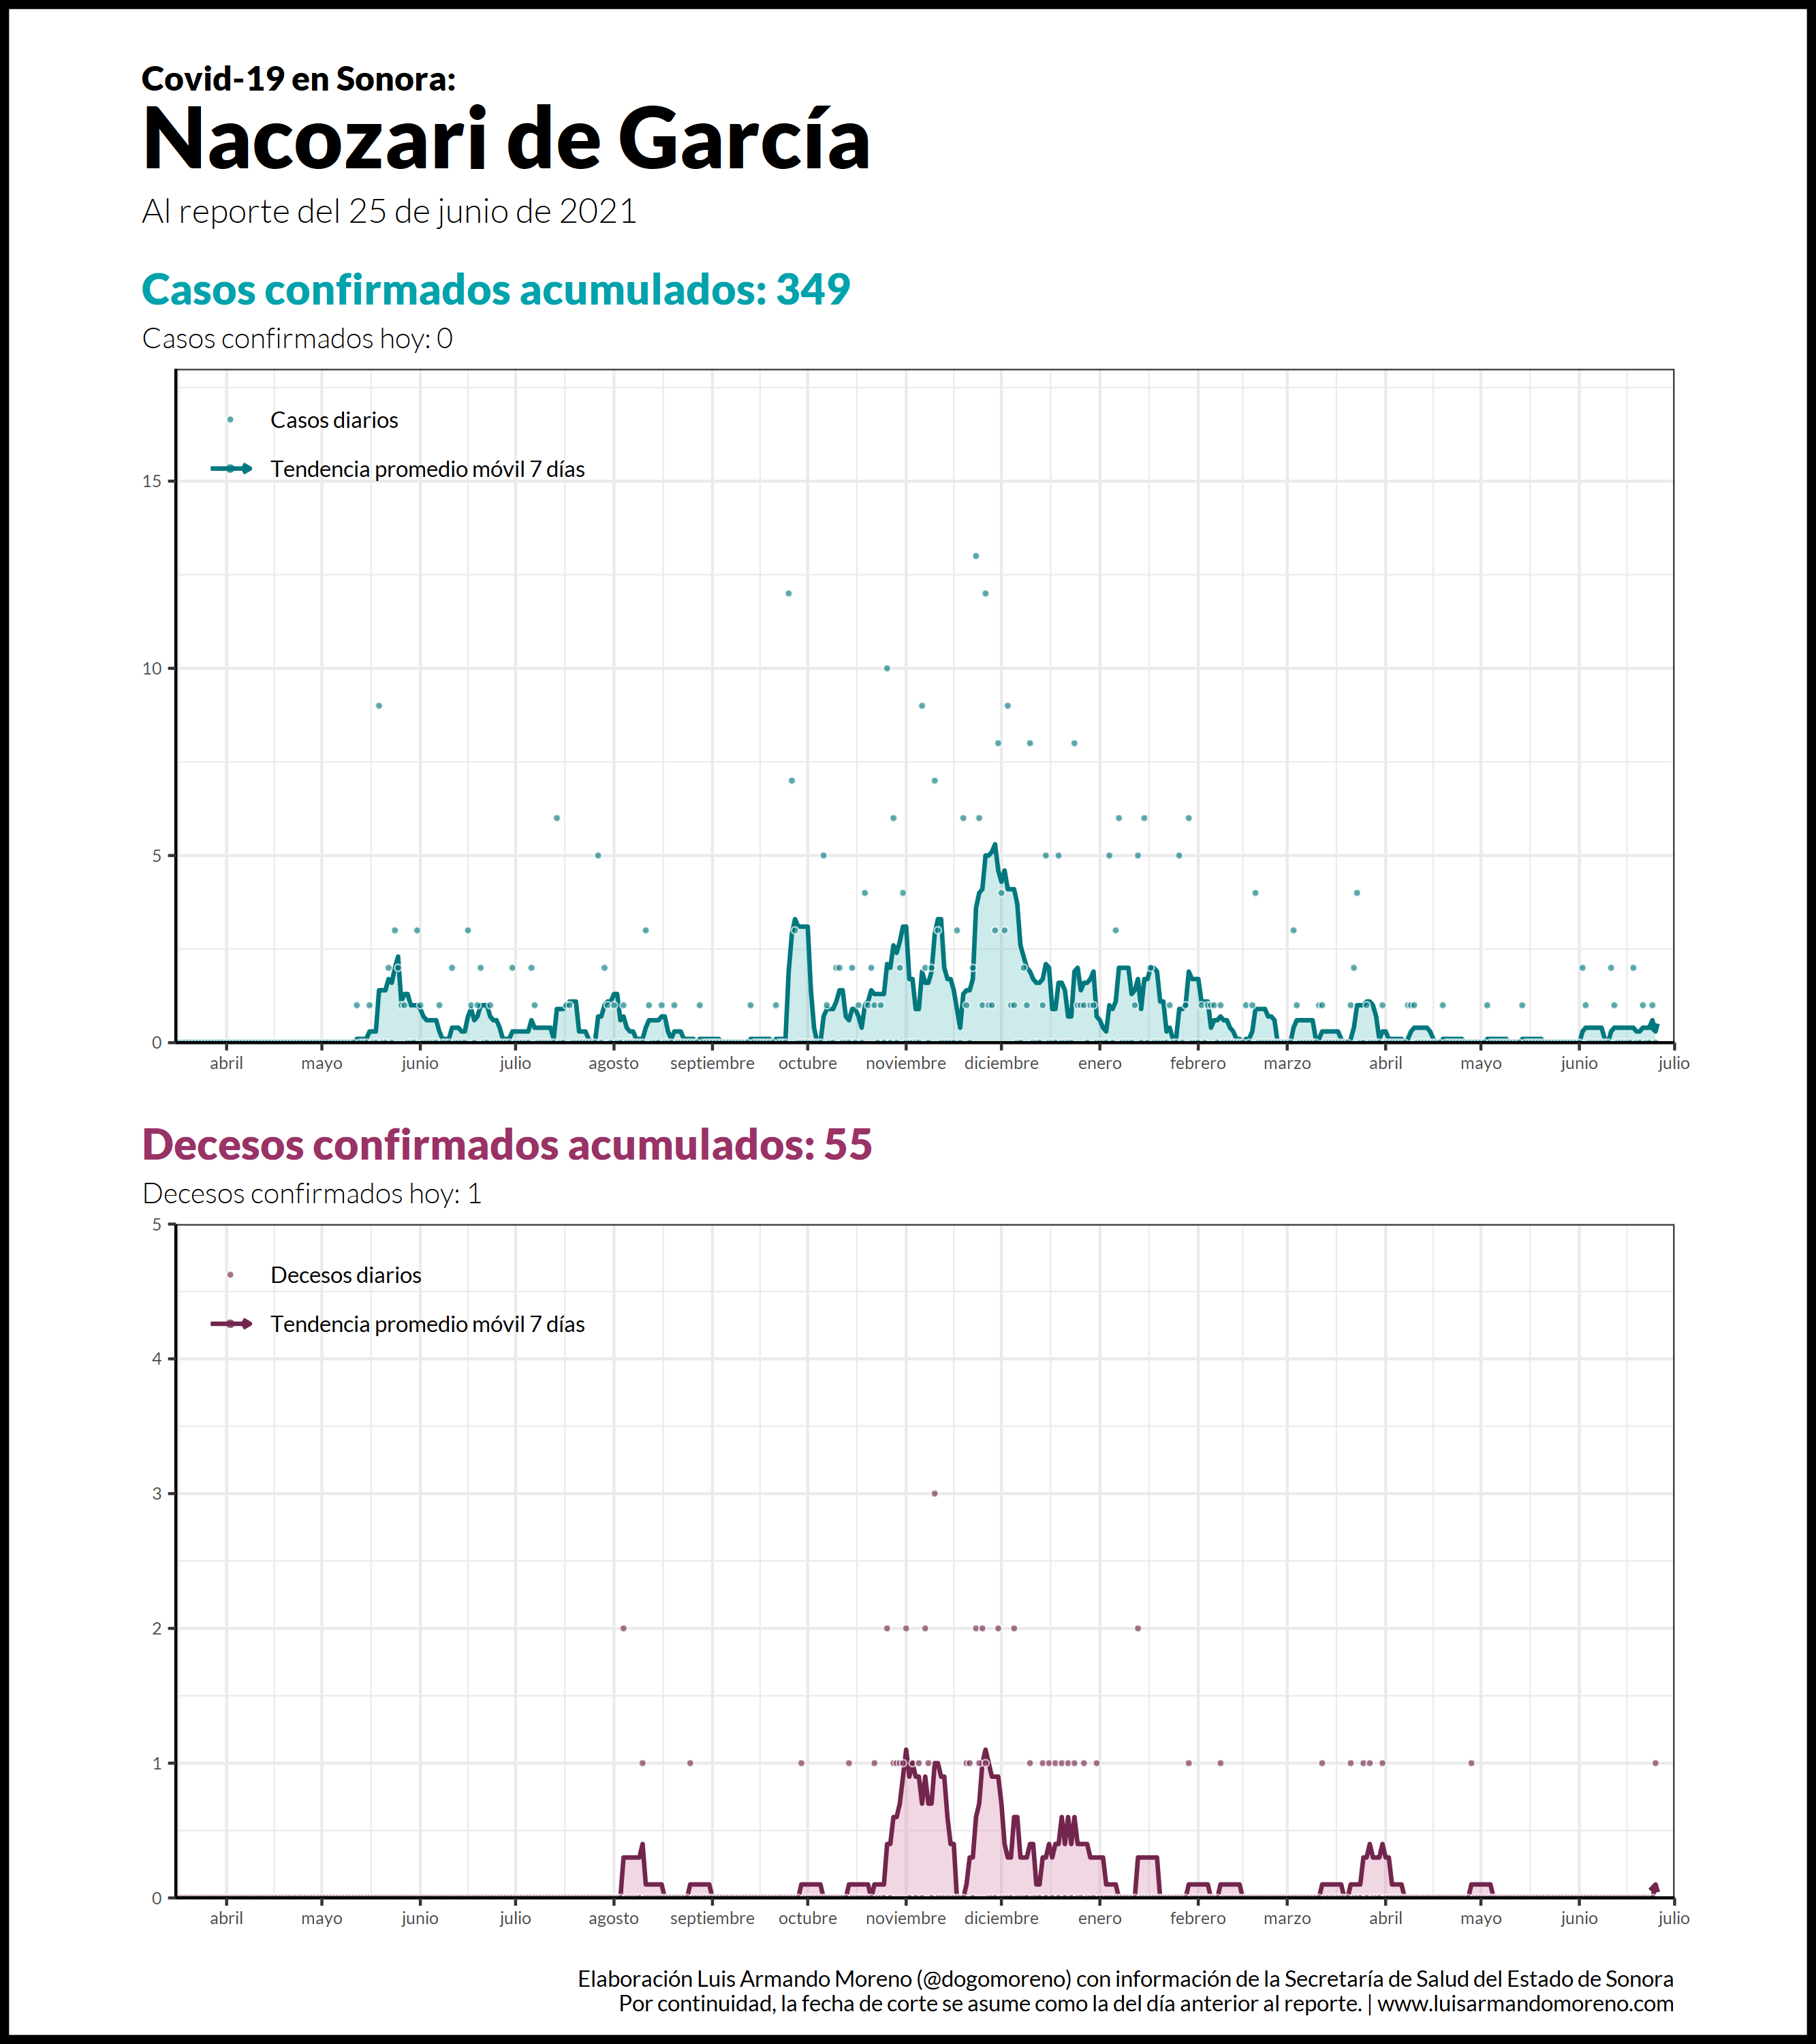 Covid-19 en Sonora:
Nacozari de García
Al reporte del 25 de junio de 2021
Casos confirmados acumulados: 349
Casos confirmados hoy: 0
Casos diarios
Tendencia promedio móvil 7 días
15
10
5
0
abril mayo junio julio agosto septiembre octubre noviembre diciembre enero febrero marzo abril mayo junio julio
Decesos confirmados acumulados: 55
Decesos confirmados hoy: 1
5
Decesos diarios
Tendencia promedio móvil 7 días
4
3
2
1
0
abril mayo junio julio agosto septiembre octubre noviembre diciembre enero febrero marzo abril mayo junio julio
Elaboración Luis Armando Moreno (@dogomoreno) con información de la Secretaría de Salud del Estado de Sonora
Por continuidad, la fecha de corte se asume como la del día anterior al reporte. | www.luisarmandomoreno.com